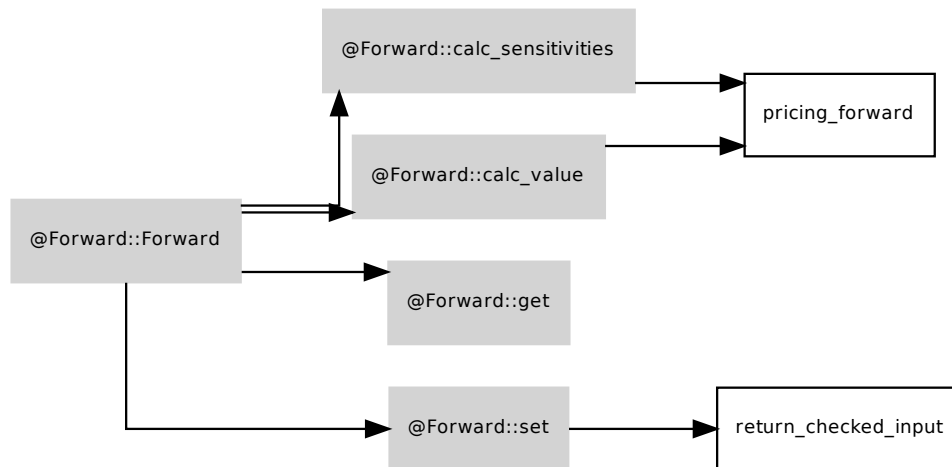 @Forward::calc_sensitivities
pricing_forward
@Forward::calc_value
@Forward::Forward
@Forward::get
@Forward::set
return_checked_input